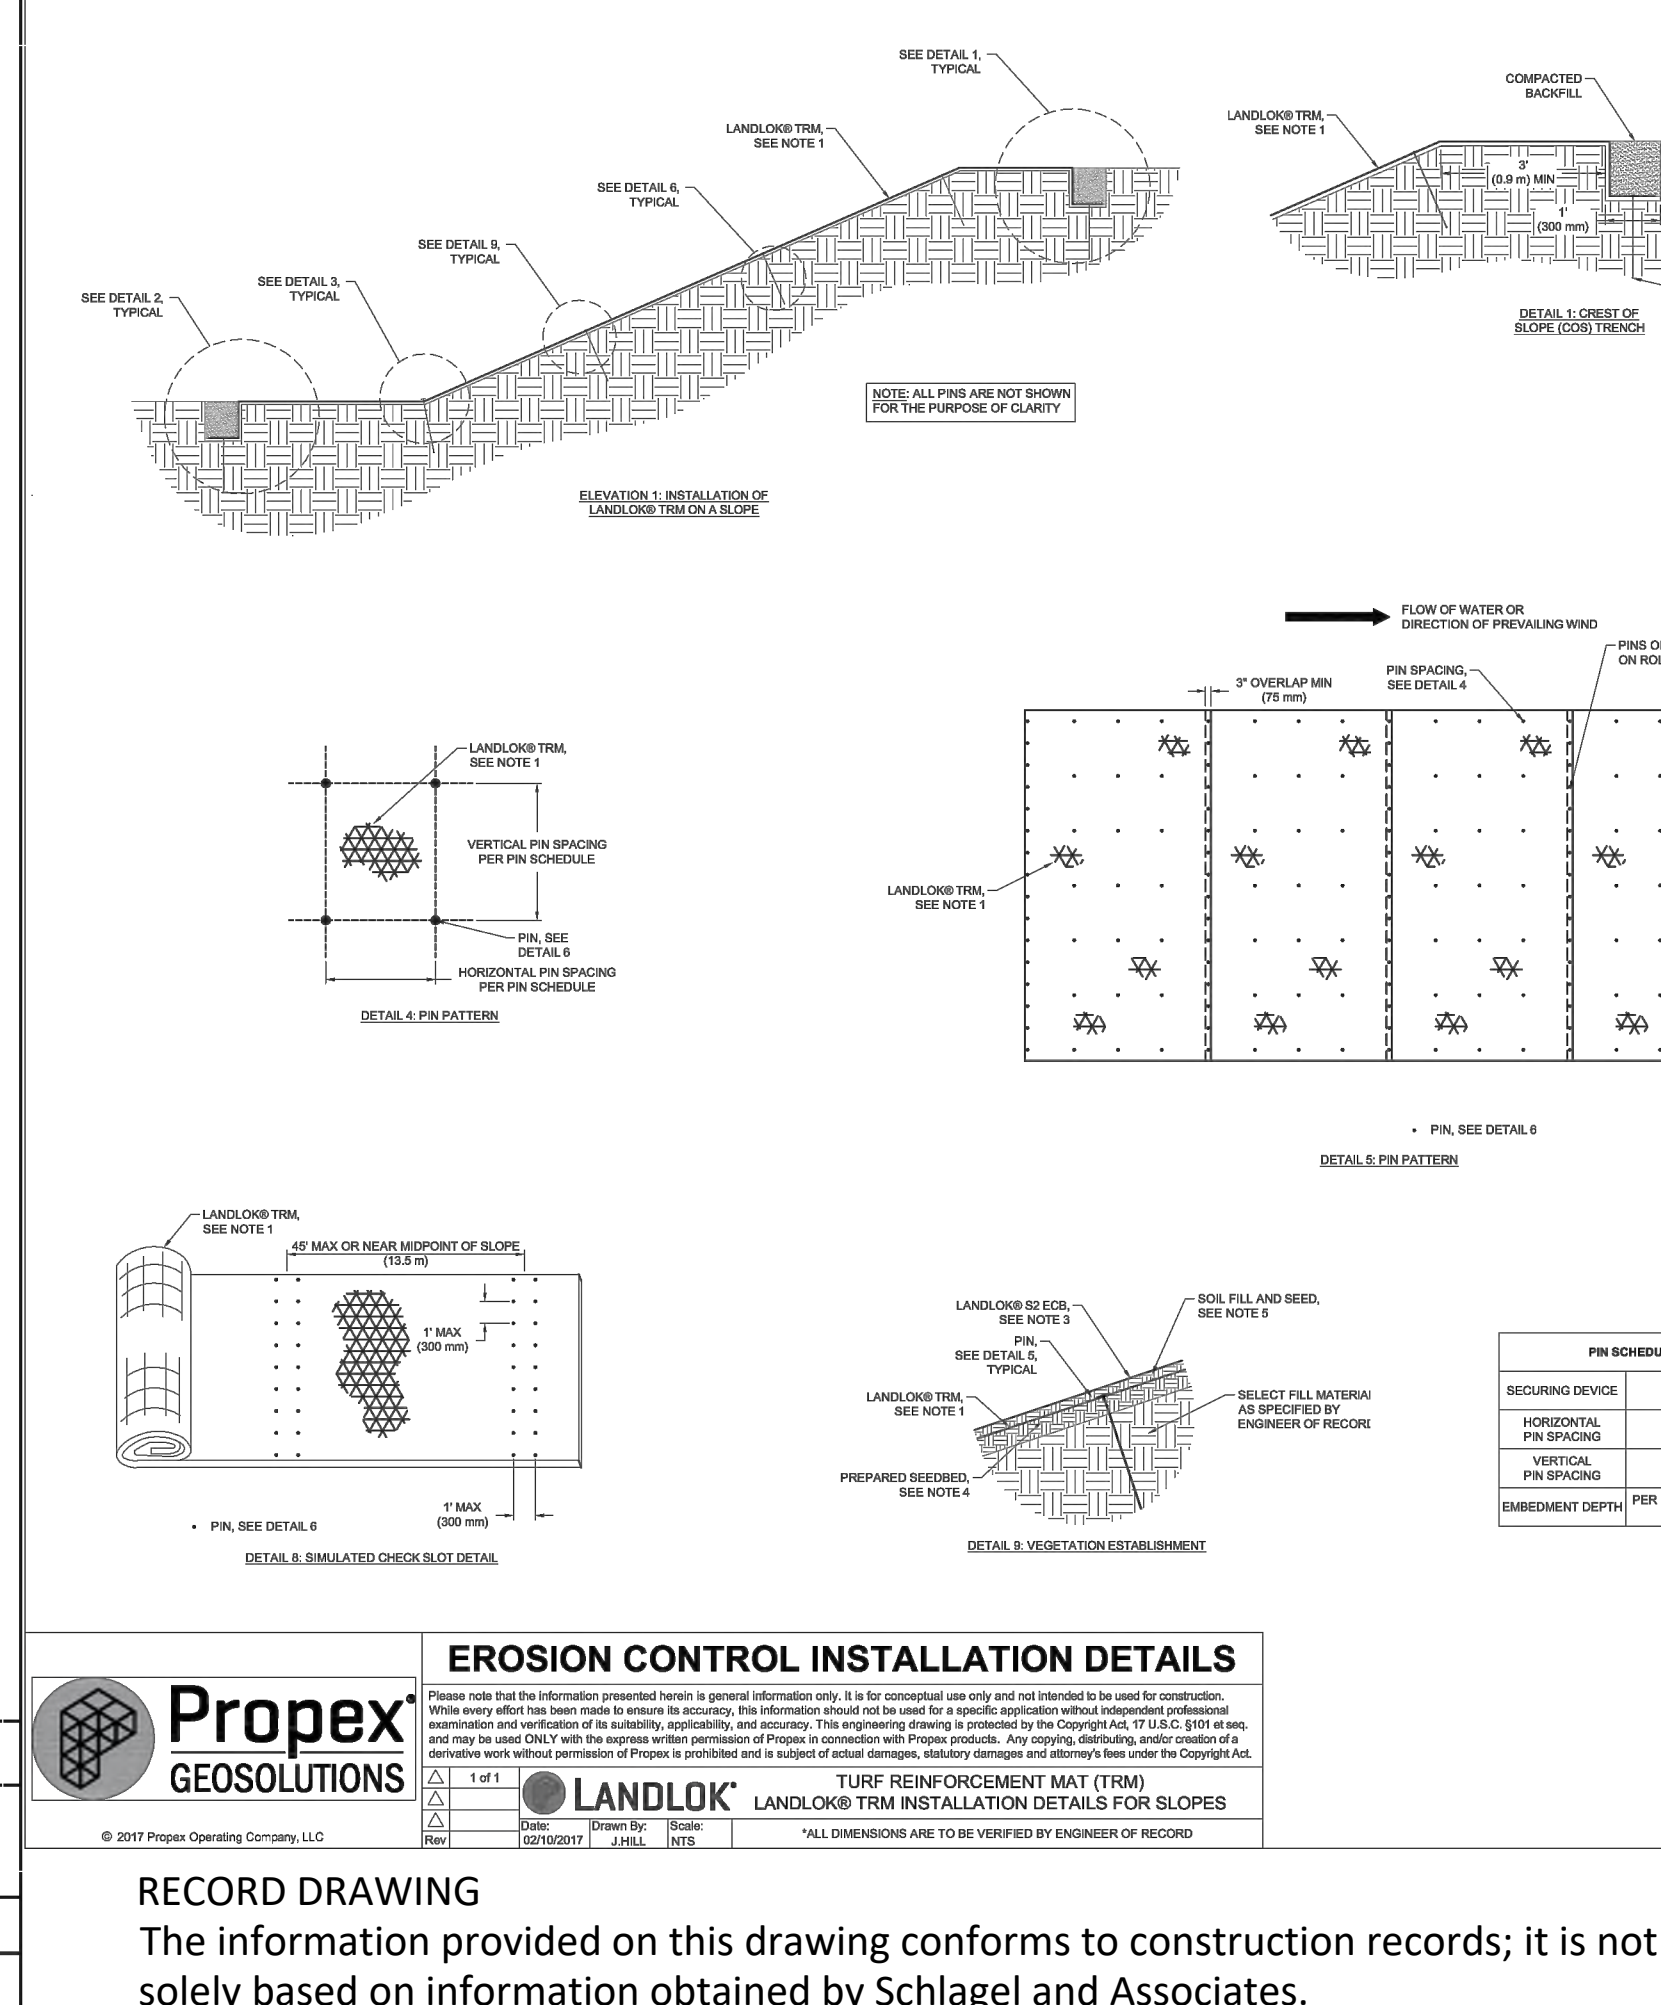 SEE DETAIL 1,
TYPICAL
LANDLOK® TRM,
SEE NOTE 1
SEE DETAIL 6,
TYPICAL
SEE DETAIL 9,
TYPICAL
SEE DETAIL 3,
TYPICAL
SEE DETAIL 2,
TYPICAL
NOTE: ALL PINS ARE NOT SHOWN
FOR THE PURPOSE OF CLARITY
ELEVATION 1: INSTALLATION OF
LANDLOK® TRM ON A SLOPE
COMPACTED
BACKFILL
LANDLOK® TRM,
SEE NOTE 1
3'
(0.9 m) MIN
1'
(300 mm)
DETAIL 1: CREST OF
SLOPE (COS) TRENCH
LANDLOK® TRM,
SEE NOTE 1
VERTICAL PIN SPACING
PER PIN SCHEDULE
PIN, SEE
DETAIL 6
HORIZONTAL PIN SPACING
PER PIN SCHEDULE
DETAIL 4: PIN PATTERN
FLOW OF WATER OR
DIRECTION OF PREVAILING WIND
PINS
ON
PIN SPACING,
SEE DETAIL 4
3" OVERLAP MIN
(75 mm)
LANDLOK® TRM,
SEE NOTE 1
• PIN, SEE DETAIL 6
DETAIL 5: PIN PATTERN
LANDLOK® TRM,
SEE NOTE 1
45' MAX OR NEAR MIDPOINT OF SLOPE
(13.5 m)
1' MAX
(300 mm)
1' MAX
(300 mm)
• PIN, SEE DETAIL 6
DETAIL 8: SIMULATED CHECK SLOT DETAIL
LANDLOK® S2 ECB,
SEE NOTE 3
SOIL FILL AND SEED,
SEE NOTE 5
PIN,
SEE DETAIL 5,
TYPICAL
LANDLOK® TRM,
SEE NOTE 1
SELECT FILL MATERIAL
AS SPECIFIED BY
ENGINEER OF RECORD
PREPARED SEEDBED,
SEE NOTE 4
DETAIL 9: VEGETATION ESTABLISHMENT
PIN SCHEDU
SECURING DEVICE
HORIZONTAL
PIN SPACING
VERTICAL
PIN SPACING
EMBEDMENT DEPTH PER
EROSION CONTROL INSTALLATION DETAILS
Please note that the information presented herein is general information only. It is for conceptual use only and not intended to be used for construction.
While every effort has been made to ensure its accuracy, this information should not be used for a specific application without independent professional
examination and verification of its suitability, applicability, and accuracy. This engineering drawing is protected by the Copyright Act, 17 U.S.C. §101 et seq.
and may be used ONLY with the express written permission of Propex in connection with Propex products. Any copying, distributing, and/or creation of a
derivative work without permission of Propex is prohibited and is subject of actual damages, statutory damages and attorney's fees under the Copyright Act.
Propex
GEOSOLUTIONS
© 2017 Propex Operating Company, LLC
1 of 1
Rev
LANDLOK
TURF REINFORCEMENT MAT (TRM)
LANDLOK® TRM INSTALLATION DETAILS FOR SLOPES
Date:
02/10/2017
Drawn By:
J.HILL
Scale:
NTS
*ALL DIMENSIONS ARE TO BE VERIFIED BY ENGINEER OF RECORD
RECORD DRAWING
The information provided on this drawing conforms to construction records; it is not
solely based on information obtained by Schlagel and Associates.